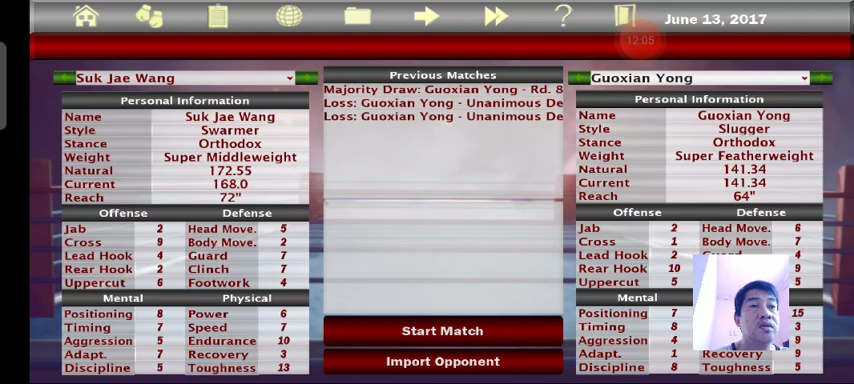 June 13, 2017
12:05
Suk Jae Wang
Personal Information
Name Suk Jae Wang
Style Swarmer
Stance Orthodox
Weight Super Middleweight
Natural 172.55
Current 168.0
Reach 72"
Offense Defense
Jab 2 Head Move. 5
Cross 9 Body Move. 2
Lead Hook 4 Guard 7
Rear Hook 2 Clinch 7
Uppercut 6 Footwork 4
Mental Physical
Positioning 8 Power 6
Timing 7 Speed 7
Aggression 5 Endurance 10
Adapt. 7 Recovery 3
Discipline 5 Toughness 13
Previous Matches
Majority Draw: Guoxian Yong - Rd. 8
Loss: Guoxian Yong - Unanimous De
Loss: Guoxian Yong - Unanimous De
Start Match
Import Opponent
Guoxian Yong
Personal Information
Name Guoxian Yong
Style Slugger
Stance Orthodox
Weight Super Featherweight
Natural 141.34
Current 141.34
Reach 64"
Offense Defense
Jab 2 Head Move. 6
Cross 1 Body Move. 7
Lead Hook 2 4
Rear Hook 10 9
Uppercut 5 5
Mental
Positioning 7 15
Timing 8 3
Aggression 4 9
Adapt. 1 Recovery 9
Discipline 8 Toughness 5